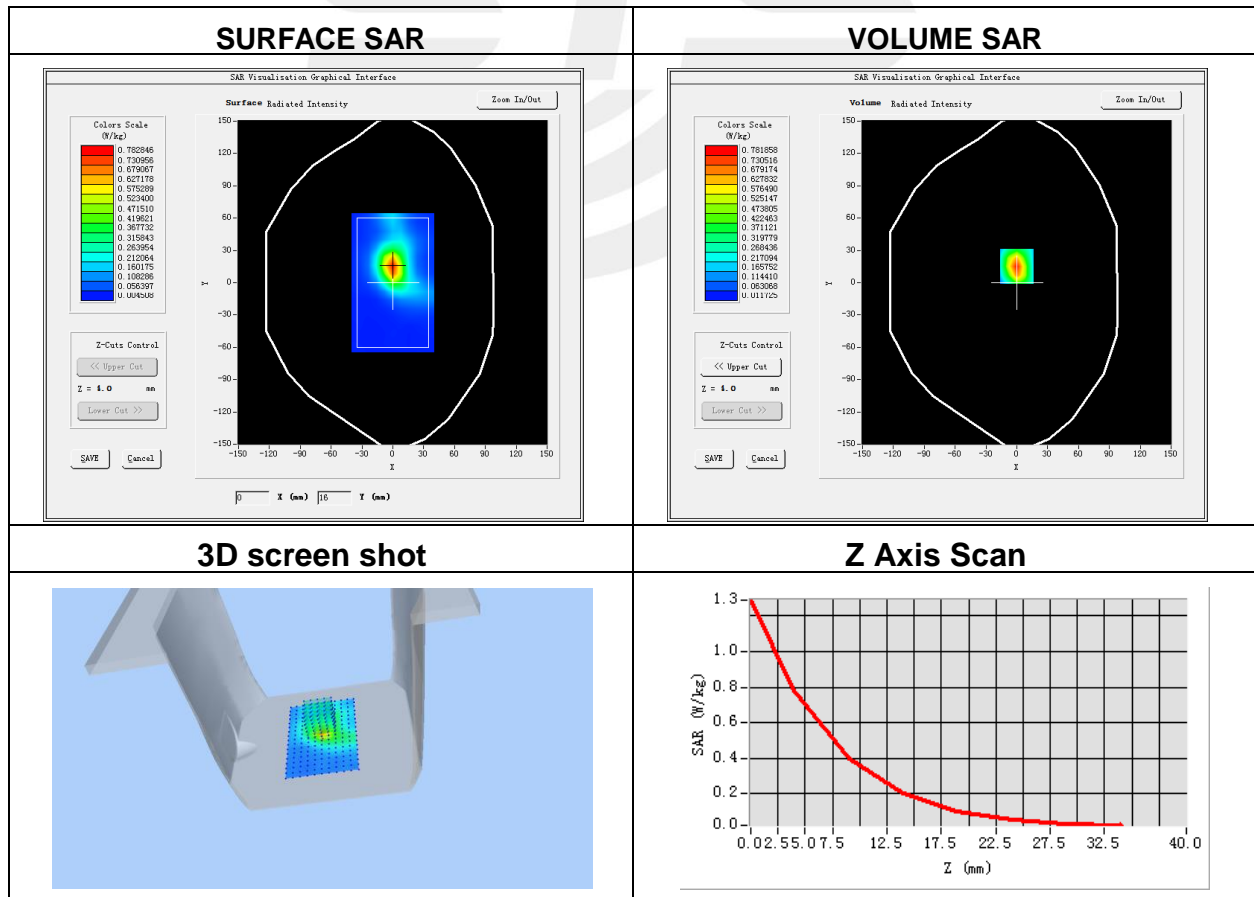 SURFACE SAR
VOLUME SAR
SAR Visualisation Graphical Interface
Surface Radiated Intensity
Zoom In/Out
Colors Scale
(W/kg)
0.782846
0.730956
0.679067
0.627178
0.575289
0.523400
0.471510
0.419621
0.367732
0.315843
0.263954
0.212064
0.160175
0.108286
0.056397
0.004508
Z-Cuts Control
<< Upper Cut
Z = 4.0 mm
Lower Cut >>
SAVE Cancel
150
120
90
60
30
0
-30
-60
-90
-120
-150
Y
-150 -120 -90 -60 -30 0 30 60 90 120 150
X
0 X (mm) 16 Y (mm)
SAR Visualisation Graphical Interface
Volume Radiated Intensity
Zoom In/Out
Colors Scale
(W/kg)
0.781858
0.730516
0.679174
0.627832
0.576490
0.525147
0.473805
0.422463
0.371121
0.319779
0.268436
0.217094
0.165752
0.114410
0.063068
0.011725
Z-Cuts Control
<< Upper Cut
Z = 4.0 mm
Lower Cut >>
SAVE Cancel
150
120
90
60
30
0
-30
-60
-90
-120
-150
Y
-150 -120 -90 -60 -30 0 30 60 90 120 150
X
3D screen shot
Z Axis Scan
1.3
1.0
0.8
0.6
0.4
0.2
0.0
SAR (W/kg)
0.0 2.5 5.0 7.5 12.5 17.5 22.5 27.5 32.5 40.0
Z (mm)